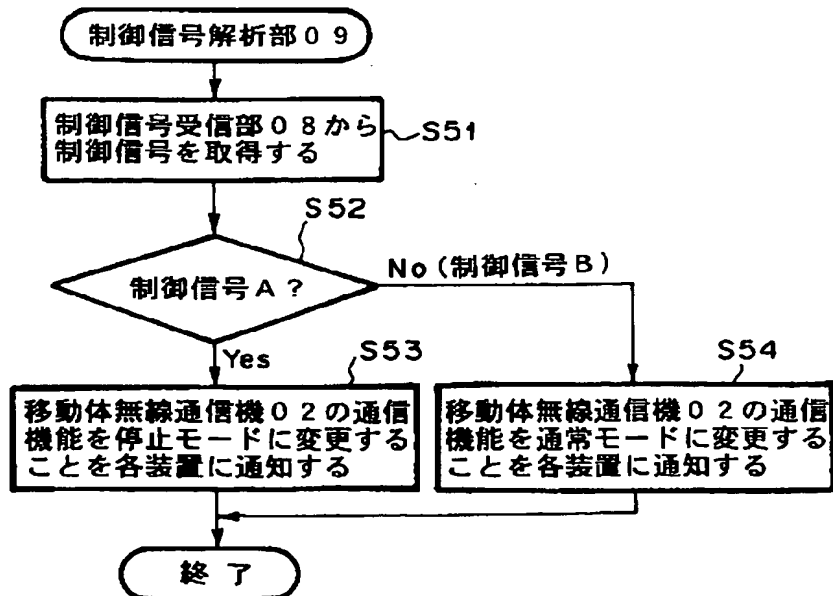 制御信号解析部09
制御信号受信部08から
制御信号を取得する
S51
S52
制御信号A?
No(制御信号B)
Yes
S53
移動体無線通信機02の通信
機能を停止モードに変更する
ことを各装置に通知する
S54
移動体無線通信機02の通信
機能を通常モードに変更する
ことを各装置に通知する
終了